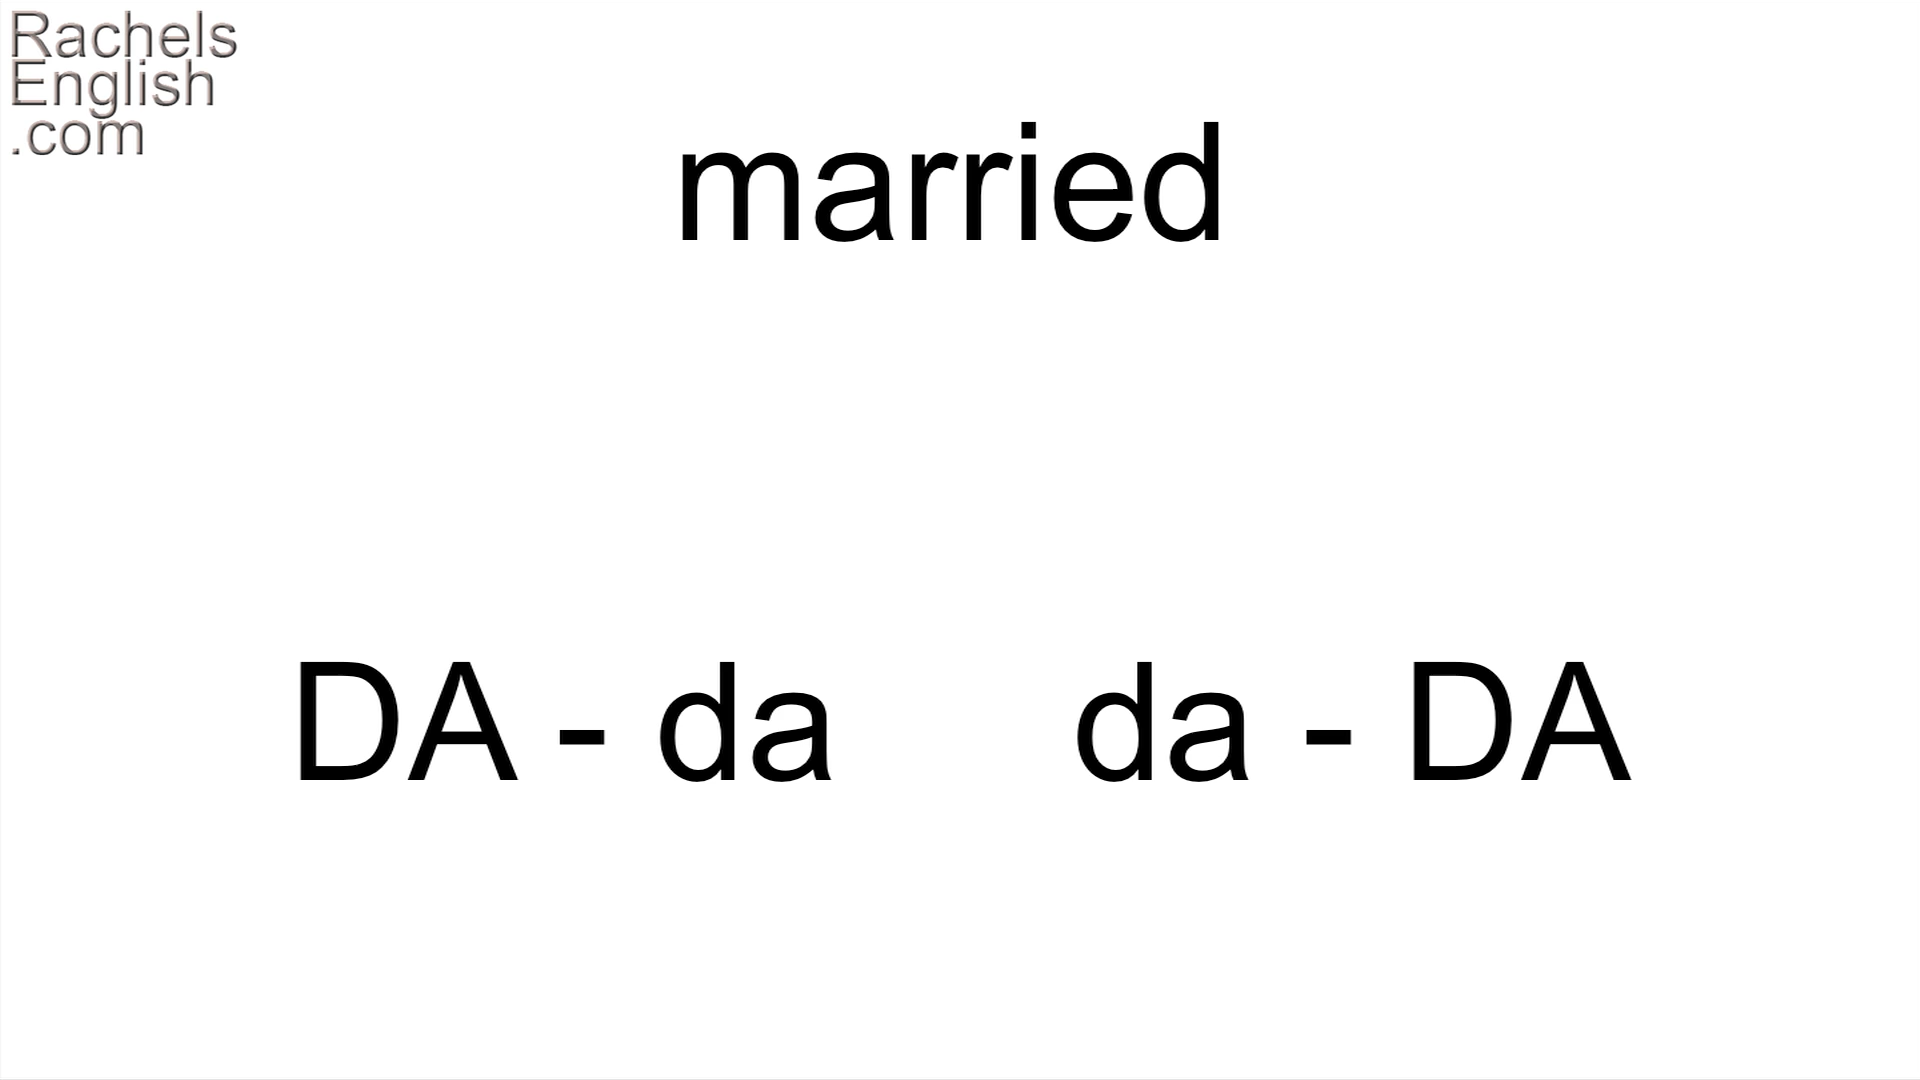 Rachels
English
.com
married
DA - da da - DA